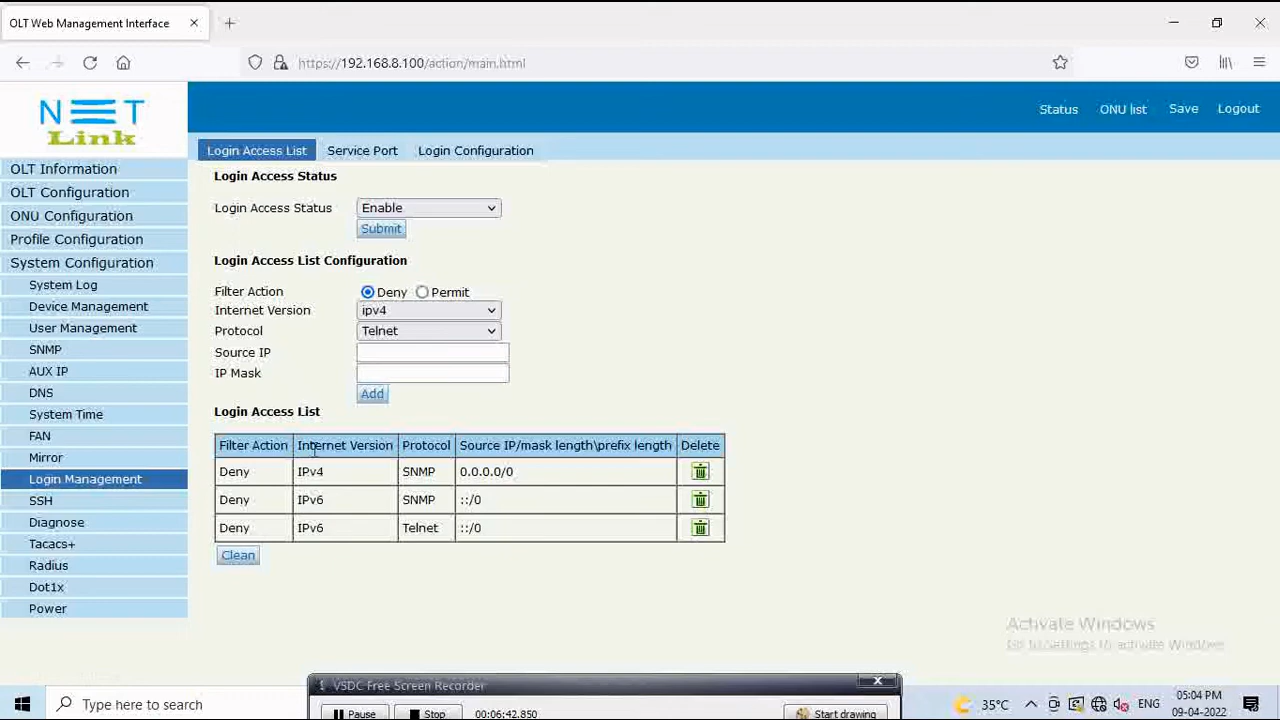 OLT Web Management Interface
https://192.168.8.100/action/main.html
NET
Link
Status ONU list Save Logout
Login Access List Service Port Login Configuration
OLT Information
OLT Configuration
ONU Configuration
Profile Configuration
System Configuration
System Log
Device Management
User Management
SNMP
AUX IP
DNS
System Time
FAN
Mirror
Login Management
SSH
Diagnose
Tacacs+
Radius
Dot1x
Power
Login Access Status
Login Access Status Enable
Submit
Login Access List Configuration
Filter Action Deny Permit
Internet Version ipv4
Protocol Telnet
Source IP
IP Mask
Add
Login Access List
Filter Action Internet Version Protocol Source IP/mask length\prefix length Delete
Deny IPv4 SNMP 0.0.0.0/0
Deny IPv6 SNMP ::/0
Deny IPv6 Telnet ::/0
Clean
Activate Windows
Go to Settings to activate Windows.
VSDC Free Screen Recorder
Pause Stop 00:06:42.850 Start drawing
Type here to search
35°C
05:04 PM
09-04-2022